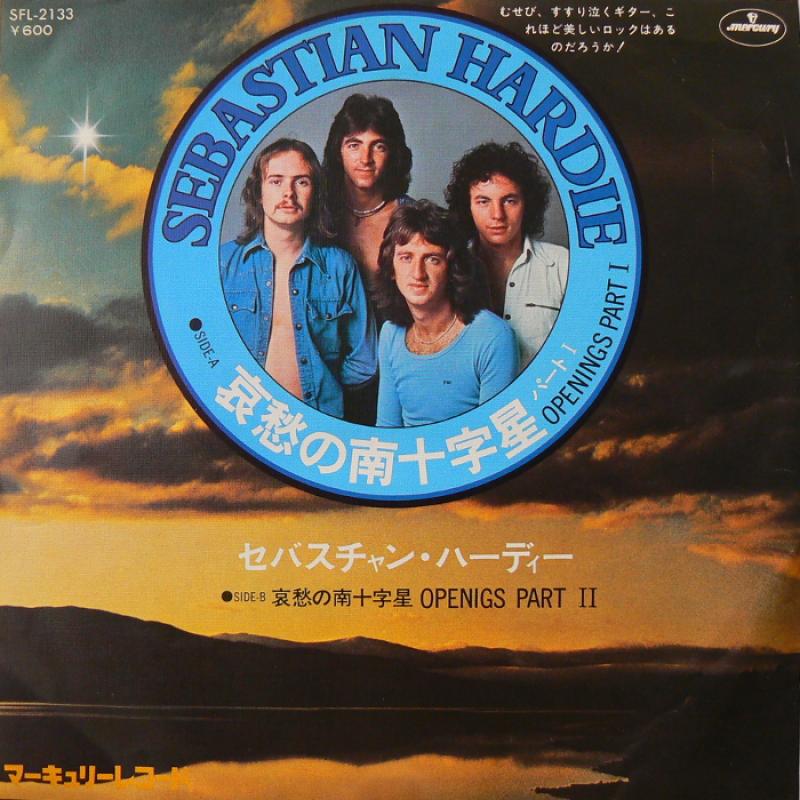 SFL-2133
¥600
むせび、すすり泣くギター、こ
れほど美しいロックはある
のだろうか!
mercury
SEBASTIAN HARDIE
●SIDE-A
哀愁の南十字星 パートI
OPENINGS PART I
セバスチャン・ハーディー
●SIDE-B 哀愁の南十字星 OPENIGS PART II
マーキュリーレコード